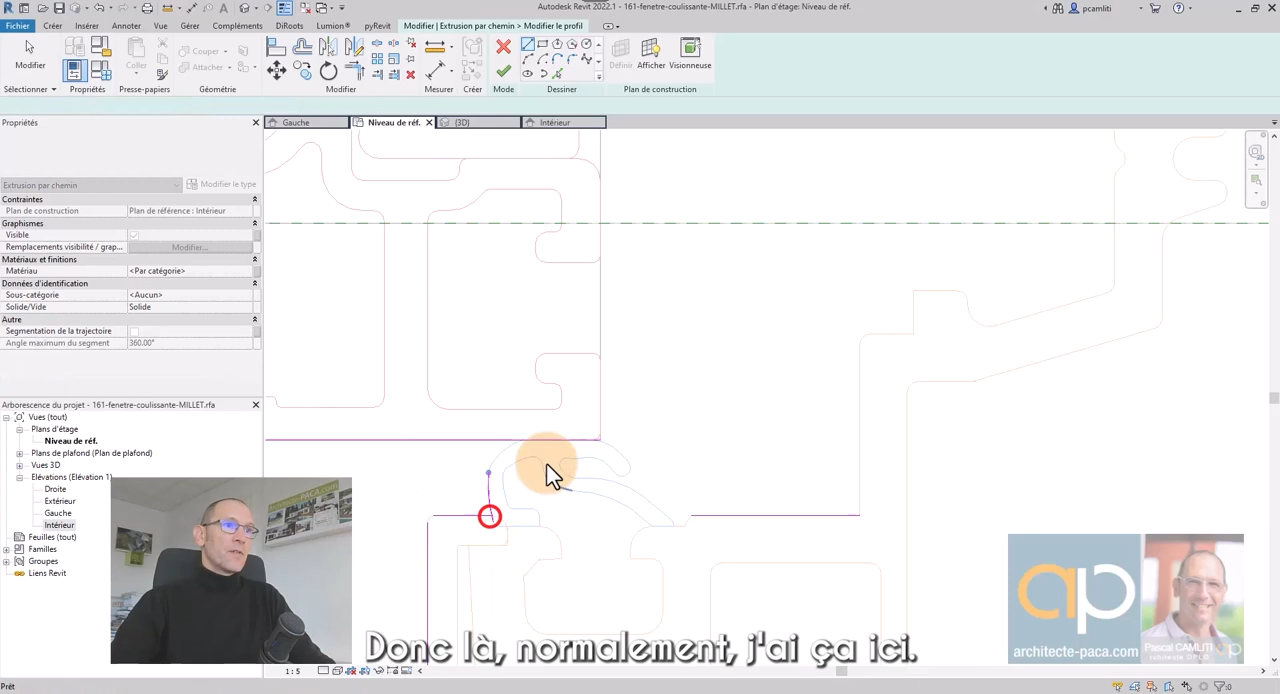 Autodesk Revit 2022.1 - 161-fenetre-coulissante-MILLET.rfa - Plan d'étage: Niveau de réf.
pcamliti
Fichier Créer Insérer Annoter Vue Gérer Compléments DiRoots Lumion® pyRevit Modifier | Extrusion par chemin > Modifier le profil
Modifier Coller Couper Attacher Définir Afficher Visionneuse
Sélectionner Propriétés Presse-papiers Géométrie Modifier Mesurer Créer Mode Dessiner Plan de construction
Propriétés
Gauche Niveau de réf. {3D} Intérieur
Extrusion par chemin Modifier le type
Contraintes
Plan de construction Plan de référence : Intérieur
Graphismes
Visible
Remplacements visibilité / grap... Modifier...
Matériaux et finitions
Matériau <Par catégorie>
Données d'identification
Sous-catégorie <Aucun>
Solide/Vide Solide
Autre
Segmentation de la trajectoire
Angle maximum du segment 360.00°
Arborescence du projet - 161-fenetre-coulissante-MILLET.rfa
Vues (tout)
Plans d'étage
Niveau de réf.
Plans de plafond (Plan de plafond)
Vues 3D
Elévations (Elévation 1)
Droite
Extérieur
Gauche
Intérieur
Feuilles (tout)
Familles
Groupes
Liens Revit
ap
architecte-paca.com
Pascal CAMLITI
Donc là, normalement, j'ai ça ici.
1 : 5
Prêt
:0